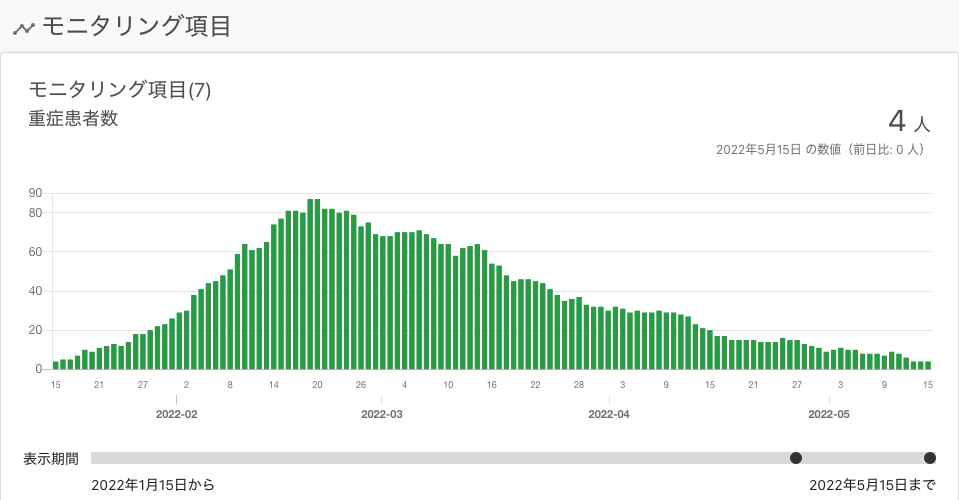 モニタリング項目
モニタリング項目(7)
重症患者数
4 人
2022年5月15日 の数値（前日比: 0 人）
90
80
60
40
20
0
15 21 27 2 8 14 20 26 4 10 16 22 28 3 9 15 21 27 3 9 15
2022-02 2022-03 2022-04 2022-05
表示期間
2022年1月15日から 2022年5月15日まで